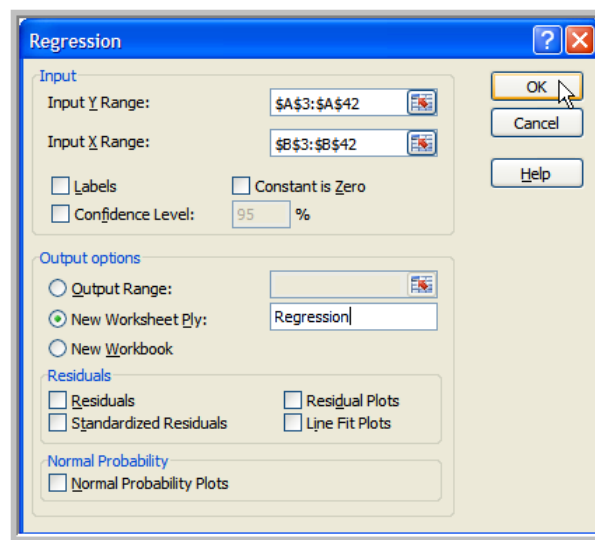 Regression
Input
Input Y Range: $A$3:$A$42
Input X Range: $B$3:$B$42
Labels Constant is Zero
Confidence Level: 95 %
OK
Cancel
Help
Output options
Output Range:
New Worksheet Ply: Regression
New Workbook
Residuals
Residuals Residual Plots
Standardized Residuals Line Fit Plots
Normal Probability
Normal Probability Plots